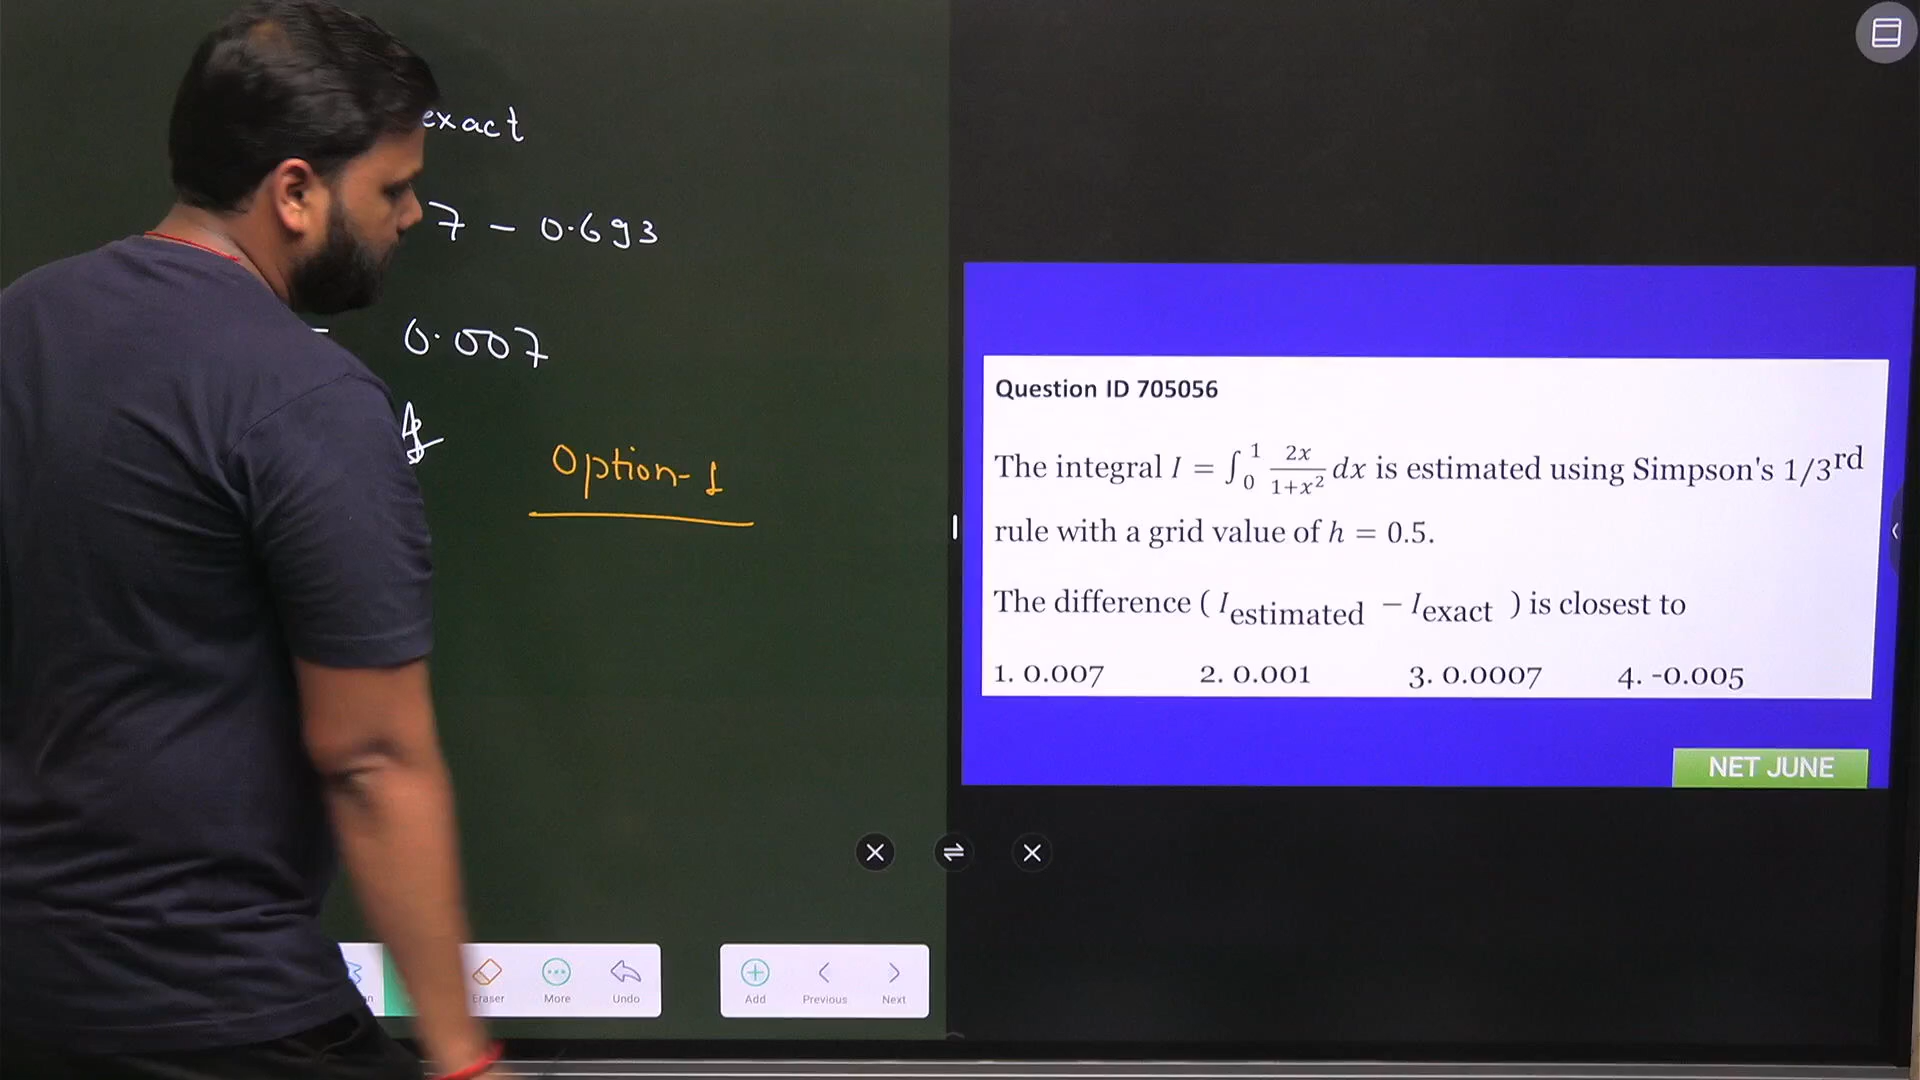 exact
7 - 0.693
0.007
Option-1
Question ID 705056
The integral I = ∫₀¹ 2x/(1+x²) dx is estimated using Simpson's 1/3rd
rule with a grid value of h = 0.5.
The difference ( Iestimated − Iexact ) is closest to
1. 0.007 2. 0.001 3. 0.0007 4. -0.005
NET JUNE
Eraser More Undo Add Previous Next